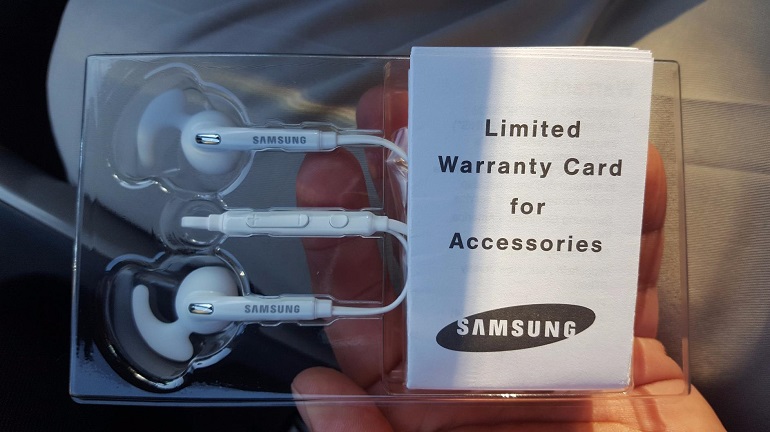 SAMSUNG
SAMSUNG
Limited
Warranty Card
for
Accessories
SAMSUNG